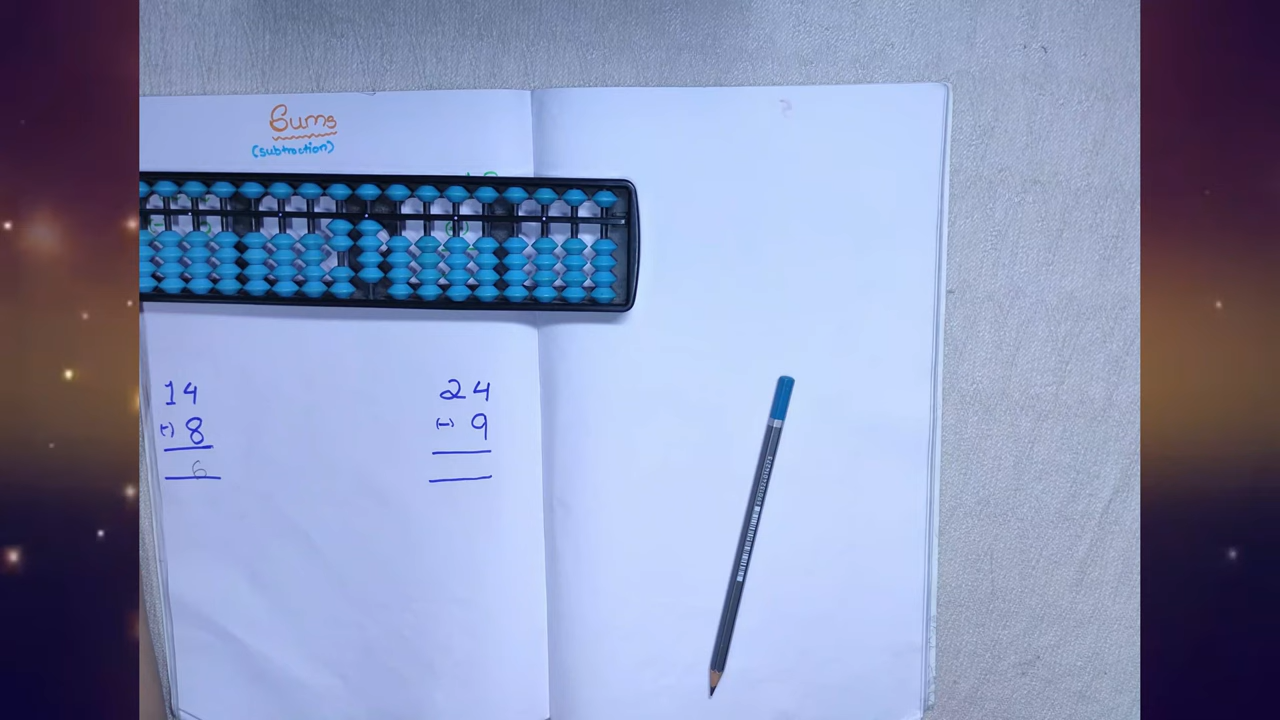 Sums
(subtraction)
14
(-) 8
6
24
(-) 9